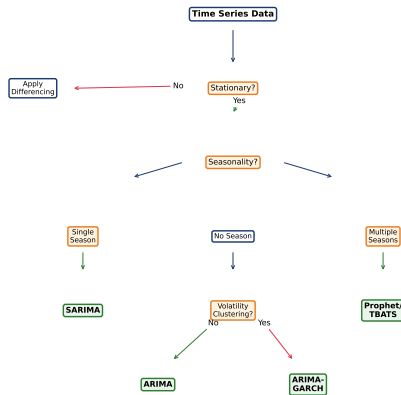 Time Series Data
Apply
Differencing
No
Stationary?
Yes
Seasonality?
Single
Season
No Season
Multiple
Seasons
SARIMA
Volatility
Clustering?
Prophet/
TBATS
No
Yes
ARIMA
ARIMA-
GARCH